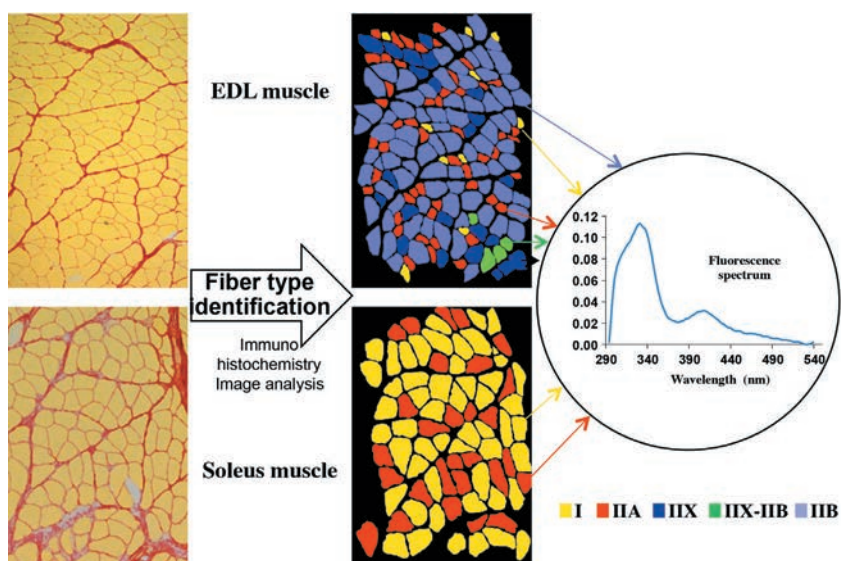 EDL muscle
Fiber type
identification
Immuno
histochemistry
Image analysis
Soleus muscle
Fluorescence
spectrum
0.12
0.10
0.08
0.06
0.04
0.02
0.00
290 340 390 440 490 540
Wavelength (nm)
I IIA IIX IIX-IIB IIB